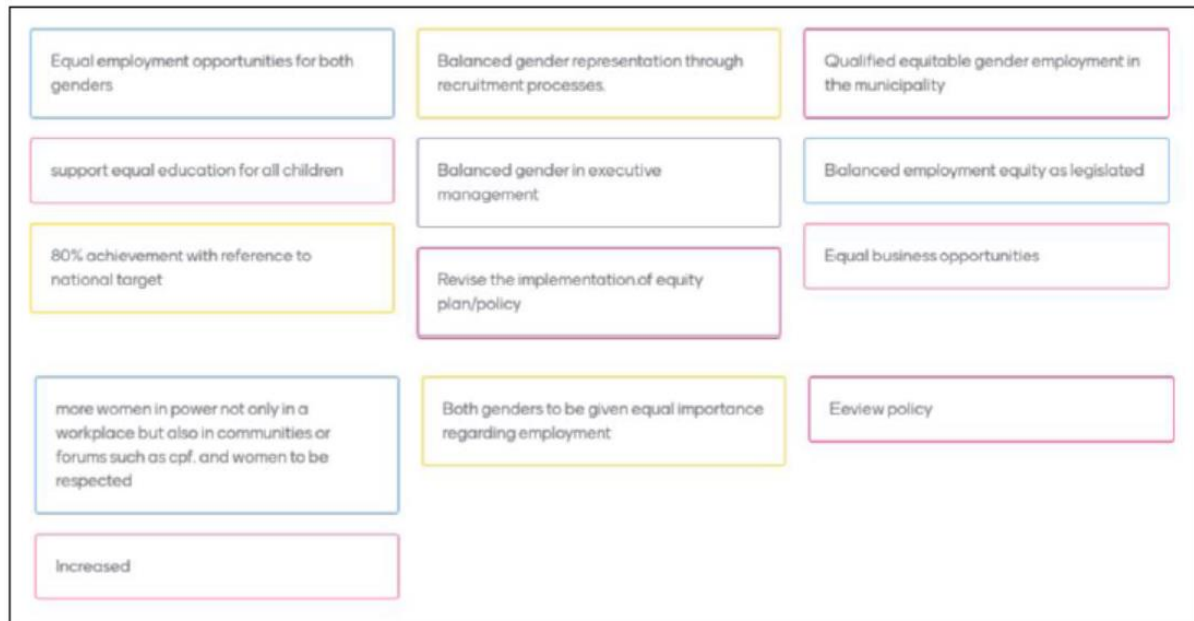 Equal employment opportunities for both
genders
Balanced gender representation through
recruitment processes.
Qualified equitable gender employment in
the municipality
support equal education for all children
Balanced gender in executive
management
Balanced employment equity as legislated
80% achievement with reference to
national target
Revise the implementation.of equity
plan/policy
Equal business opportunities
more women in power not only in a
workplace but also in communities or
forums such as cpf. and women to be
respected
Both genders to be given equal importance
regarding employment
Eeview policy
Increased